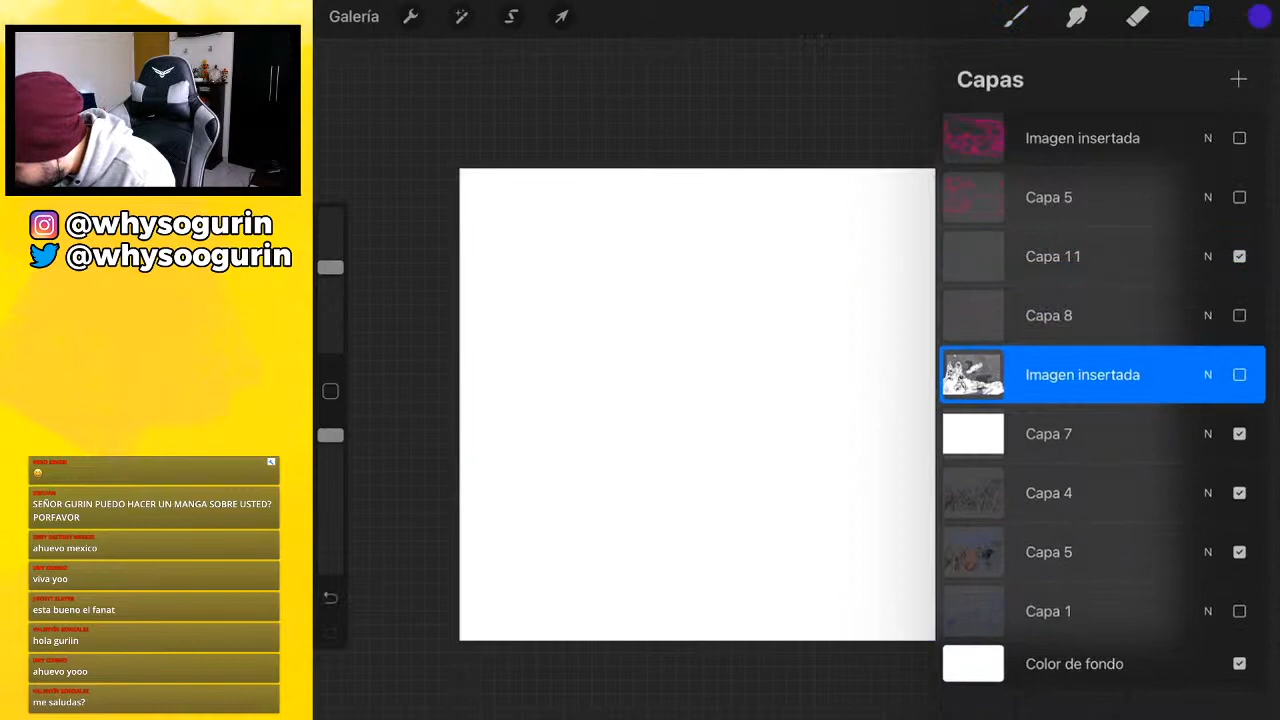 Galería
Capas
Imagen insertada N
Capa 5 N
Capa 11 N
Capa 8 N
Imagen insertada N
Capa 7 N
Capa 4 N
Capa 5 N
Capa 1 N
Color de fondo
@whysogurin
@whysoogurin
SEÑOR GURIN PUEDO HACER UN MANGA SOBRE USTED?
PORFAVOR
ahuevo mexico
viva yoo
esta bueno el fanat
hola guriin
ahuevo yooo
VALENTÍN GONZALEZ
me saludas?